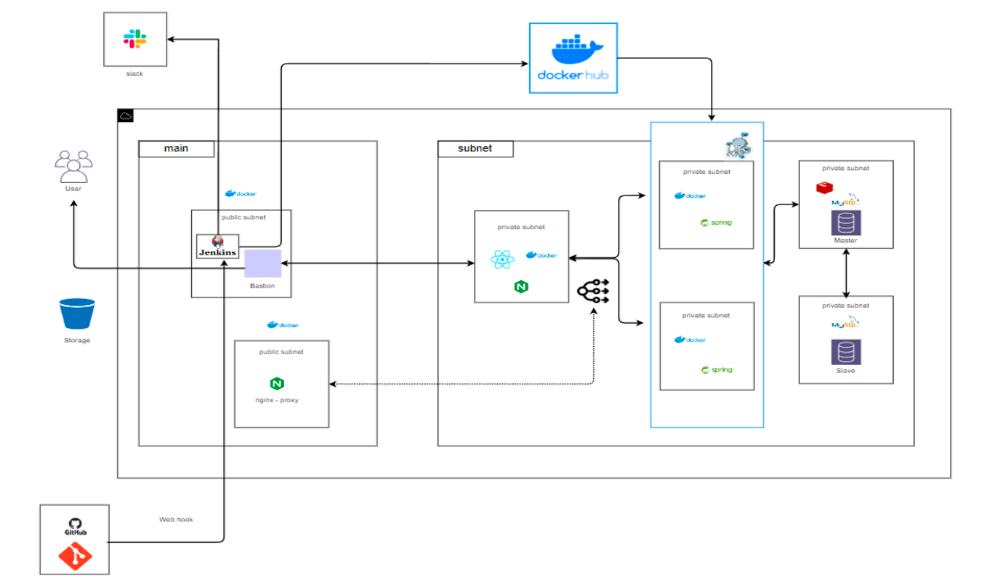 slack
docker hub
main
subnet
User
docker
public subnet
Jenkins
Bastion
Storage
docker
public subnet
nginx - proxy
private subnet
docker
private subnet
docker
spring
private subnet
docker
spring
private subnet
MySQL
Master
private subnet
MySQL
Slave
Web hook
GitHub